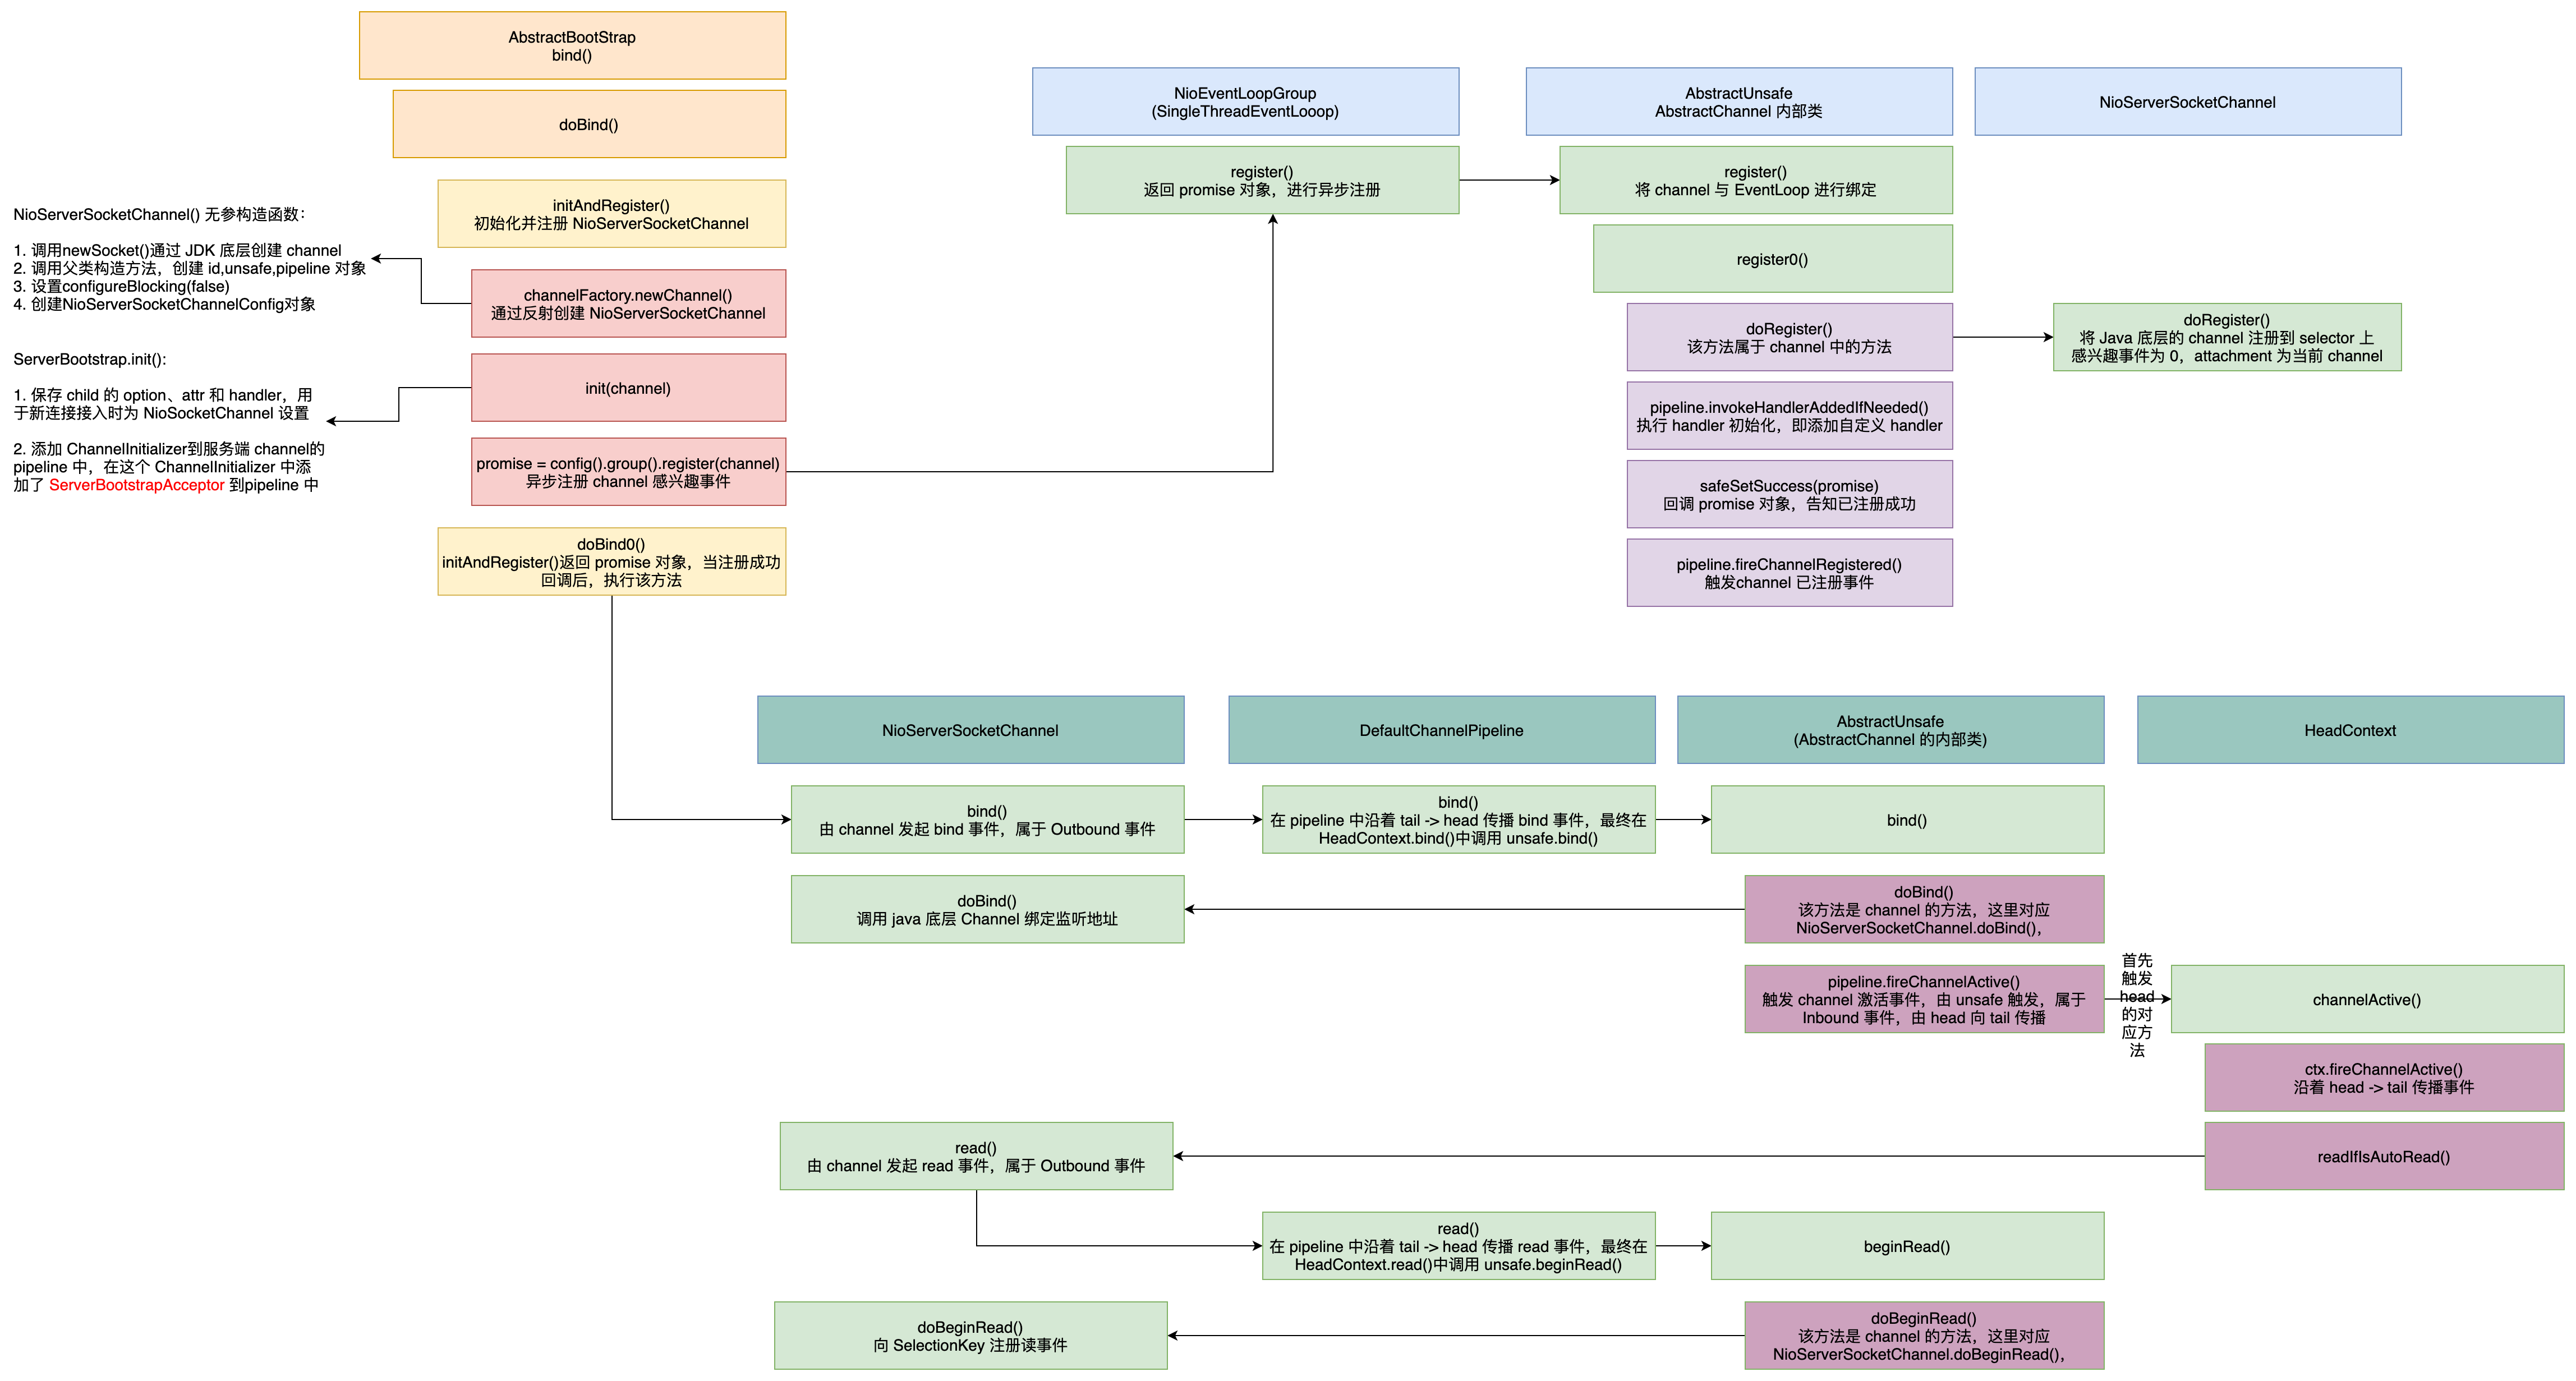 AbstractBootStrap
bind()
doBind()
initAndRegister()
初始化并注册 NioServerSocketChannel
channelFactory.newChannel()
通过反射创建 NioServerSocketChannel
init(channel)
promise = config().group().register(channel)
异步注册 channel 感兴趣事件
doBind0()
initAndRegister()返回 promise 对象，当注册成功
回调后，执行该方法
NioServerSocketChannel() 无参构造函数：
1. 调用newSocket()通过 JDK 底层创建 channel
2. 调用父类构造方法，创建 id,unsafe,pipeline 对象
3. 设置configureBlocking(false)
4. 创建NioServerSocketChannelConfig对象
ServerBootstrap.init():
1. 保存 child 的 option、attr 和 handler，用
于新连接接入时为 NioSocketChannel 设置
2. 添加 ChannelInitializer到服务端 channel的
pipeline 中，在这个 ChannelInitializer 中添
加了 ServerBootstrapAcceptor 到pipeline 中
NioEventLoopGroup
(SingleThreadEventLooop)
register()
返回 promise 对象，进行异步注册
AbstractUnsafe
AbstractChannel 内部类
register()
将 channel 与 EventLoop 进行绑定
register0()
doRegister()
该方法属于 channel 中的方法
pipeline.invokeHandlerAddedIfNeeded()
执行 handler 初始化，即添加自定义 handler
safeSetSuccess(promise)
回调 promise 对象，告知已注册成功
pipeline.fireChannelRegistered()
触发channel 已注册事件
NioServerSocketChannel
doRegister()
将 Java 底层的 channel 注册到 selector 上
感兴趣事件为 0，attachment 为当前 channel
NioServerSocketChannel
DefaultChannelPipeline
AbstractUnsafe
(AbstractChannel 的内部类)
HeadContext
bind()
由 channel 发起 bind 事件，属于 Outbound 事件
bind()
在 pipeline 中沿着 tail -> head 传播 bind 事件，最终在
HeadContext.bind()中调用 unsafe.bind()
bind()
doBind()
调用 java 底层 Channel 绑定监听地址
doBind()
该方法是 channel 的方法，这里对应
NioServerSocketChannel.doBind()，
pipeline.fireChannelActive()
触发 channel 激活事件，由 unsafe 触发，属于
Inbound 事件，由 head 向 tail 传播
首先
触发
head
的对
应方
法
channelActive()
ctx.fireChannelActive()
沿着 head -> tail 传播事件
read()
由 channel 发起 read 事件，属于 Outbound 事件
readIfIsAutoRead()
read()
在 pipeline 中沿着 tail -> head 传播 read 事件，最终在
HeadContext.read()中调用 unsafe.beginRead()
beginRead()
doBeginRead()
向 SelectionKey 注册读事件
doBeginRead()
该方法是 channel 的方法，这里对应
NioServerSocketChannel.doBeginRead()，